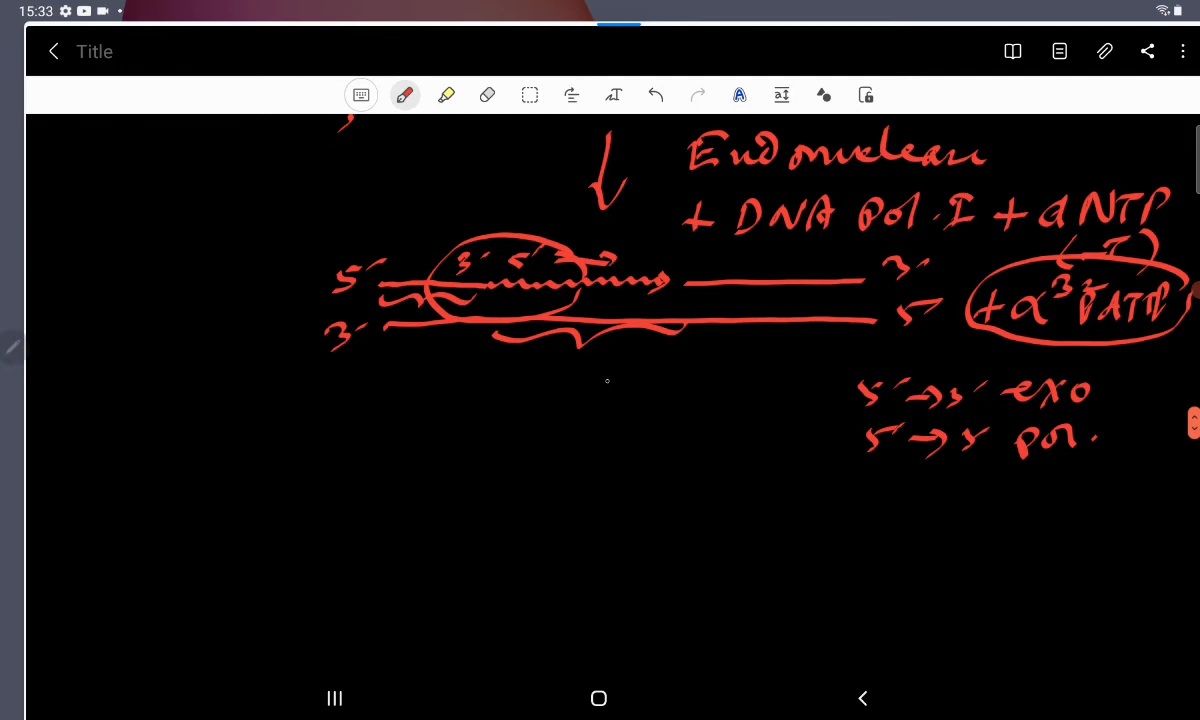 15:33
Title
Endonuclease
+ DNA Pol. I + dNTP
(-T)
5' 3' 5' 3'
3' 5' +α³²PATP
5' → 3' exo
5' → 3' pol.